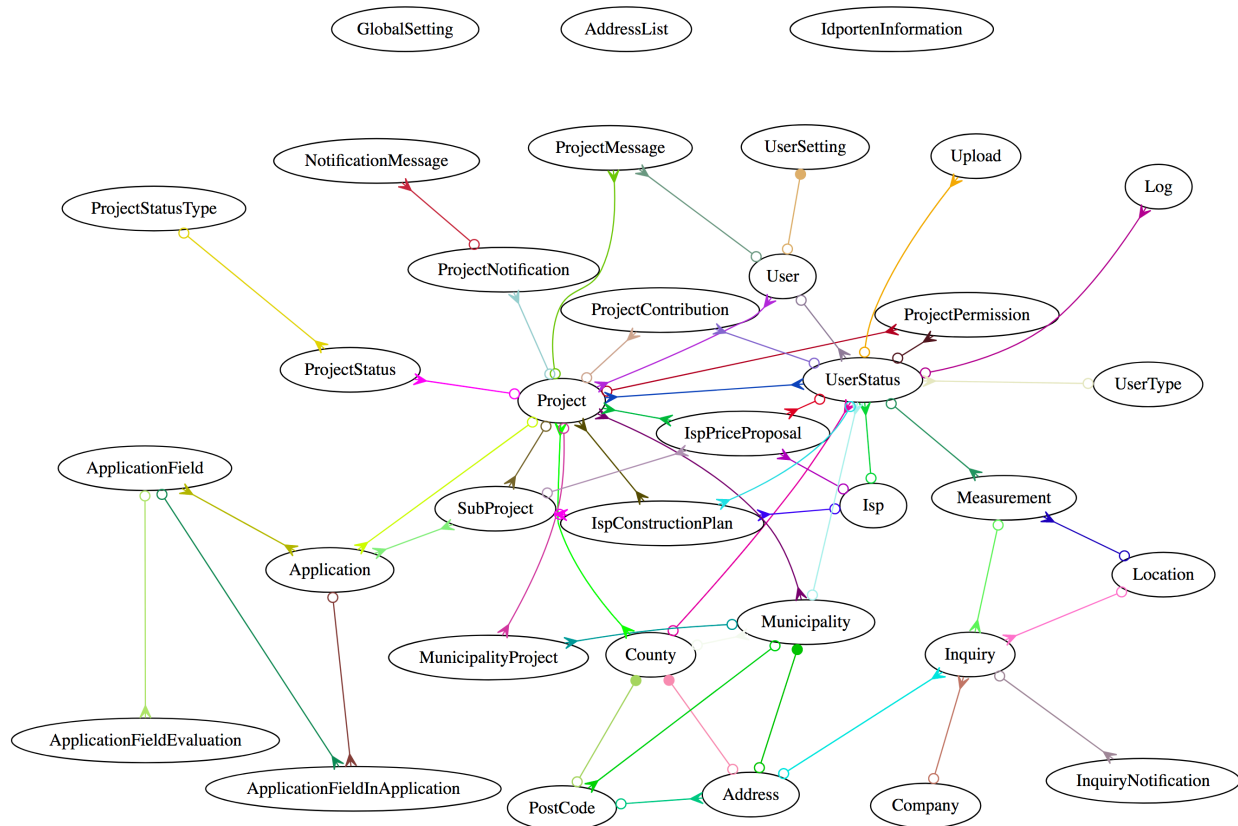 GlobalSetting
AddressList
IdportenInformation
ProjectMessage
UserSetting
Upload
NotificationMessage
Log
ProjectStatusType
ProjectNotification
User
ProjectContribution
ProjectPermission
ProjectStatus
UserStatus
UserType
Project
IspPriceProposal
ApplicationField
Measurement
SubProject
Isp
IspConstructionPlan
Application
Location
Municipality
MunicipalityProject
County
Inquiry
ApplicationFieldEvaluation
ApplicationFieldInApplication
InquiryNotification
PostCode
Address
Company